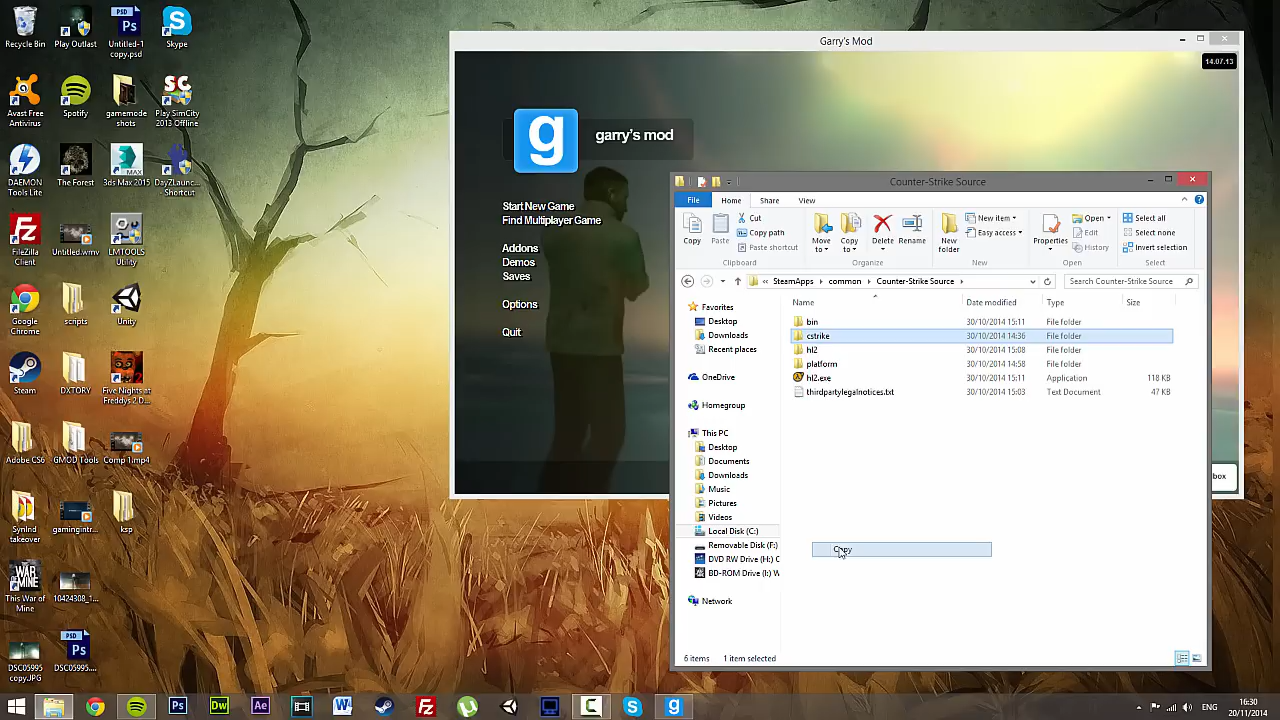 Recycle Bin
Play Outlast
Untitled-1 copy.psd
Skype
Avast Free Antivirus
Spotify
gamemode shots
Play SimCity 2013 Offline
DAEMON Tools Lite
The Forest
3ds Max 2015
DayZLaunc... - Shortcut
FileZilla Client
Untitled.wmv
LMTOOLS Utility
Google Chrome
scripts
Unity
Steam
DXTORY
Five Nights at Freddys 2 D...
Adobe CS6
GMOD Tools
Comp 1.mp4
SynInd takeover
gamingintr...
ksp
This War of Mine
10424308_1...
DSC05995 copy.JPG
DSC05995....
Garry's Mod
14.07.13
g garry's mod
Start New Game
Find Multiplayer Game
Addons
Demos
Saves
Options
Quit
box
Counter-Strike Source
File Home Share View
Copy
Paste
Cut
Copy path
Paste shortcut
Clipboard
Move to
Copy to
Delete
Rename
Organize
New folder
New item
Easy access
New
Properties
Open
Edit
History
Open
Select all
Select none
Invert selection
Select
« SteamApps › common › Counter-Strike Source ›
Search Counter-Strike Source
Favorites
Desktop
Downloads
Recent places
OneDrive
Homegroup
This PC
Desktop
Documents
Downloads
Music
Pictures
Videos
Local Disk (C:)
Removable Disk (F:)
DVD RW Drive (H:) C
BD-ROM Drive (I:) W
Network
Name Date modified Type Size
bin 30/10/2014 15:11 File folder
cstrike 30/10/2014 14:36 File folder
hl2 30/10/2014 15:08 File folder
platform 30/10/2014 14:58 File folder
hl2.exe 30/10/2014 15:11 Application 118 KB
thirdpartylegalnotices.txt 30/10/2014 15:03 Text Document 47 KB
Copy
6 items 1 item selected
16:30
20/11/2014